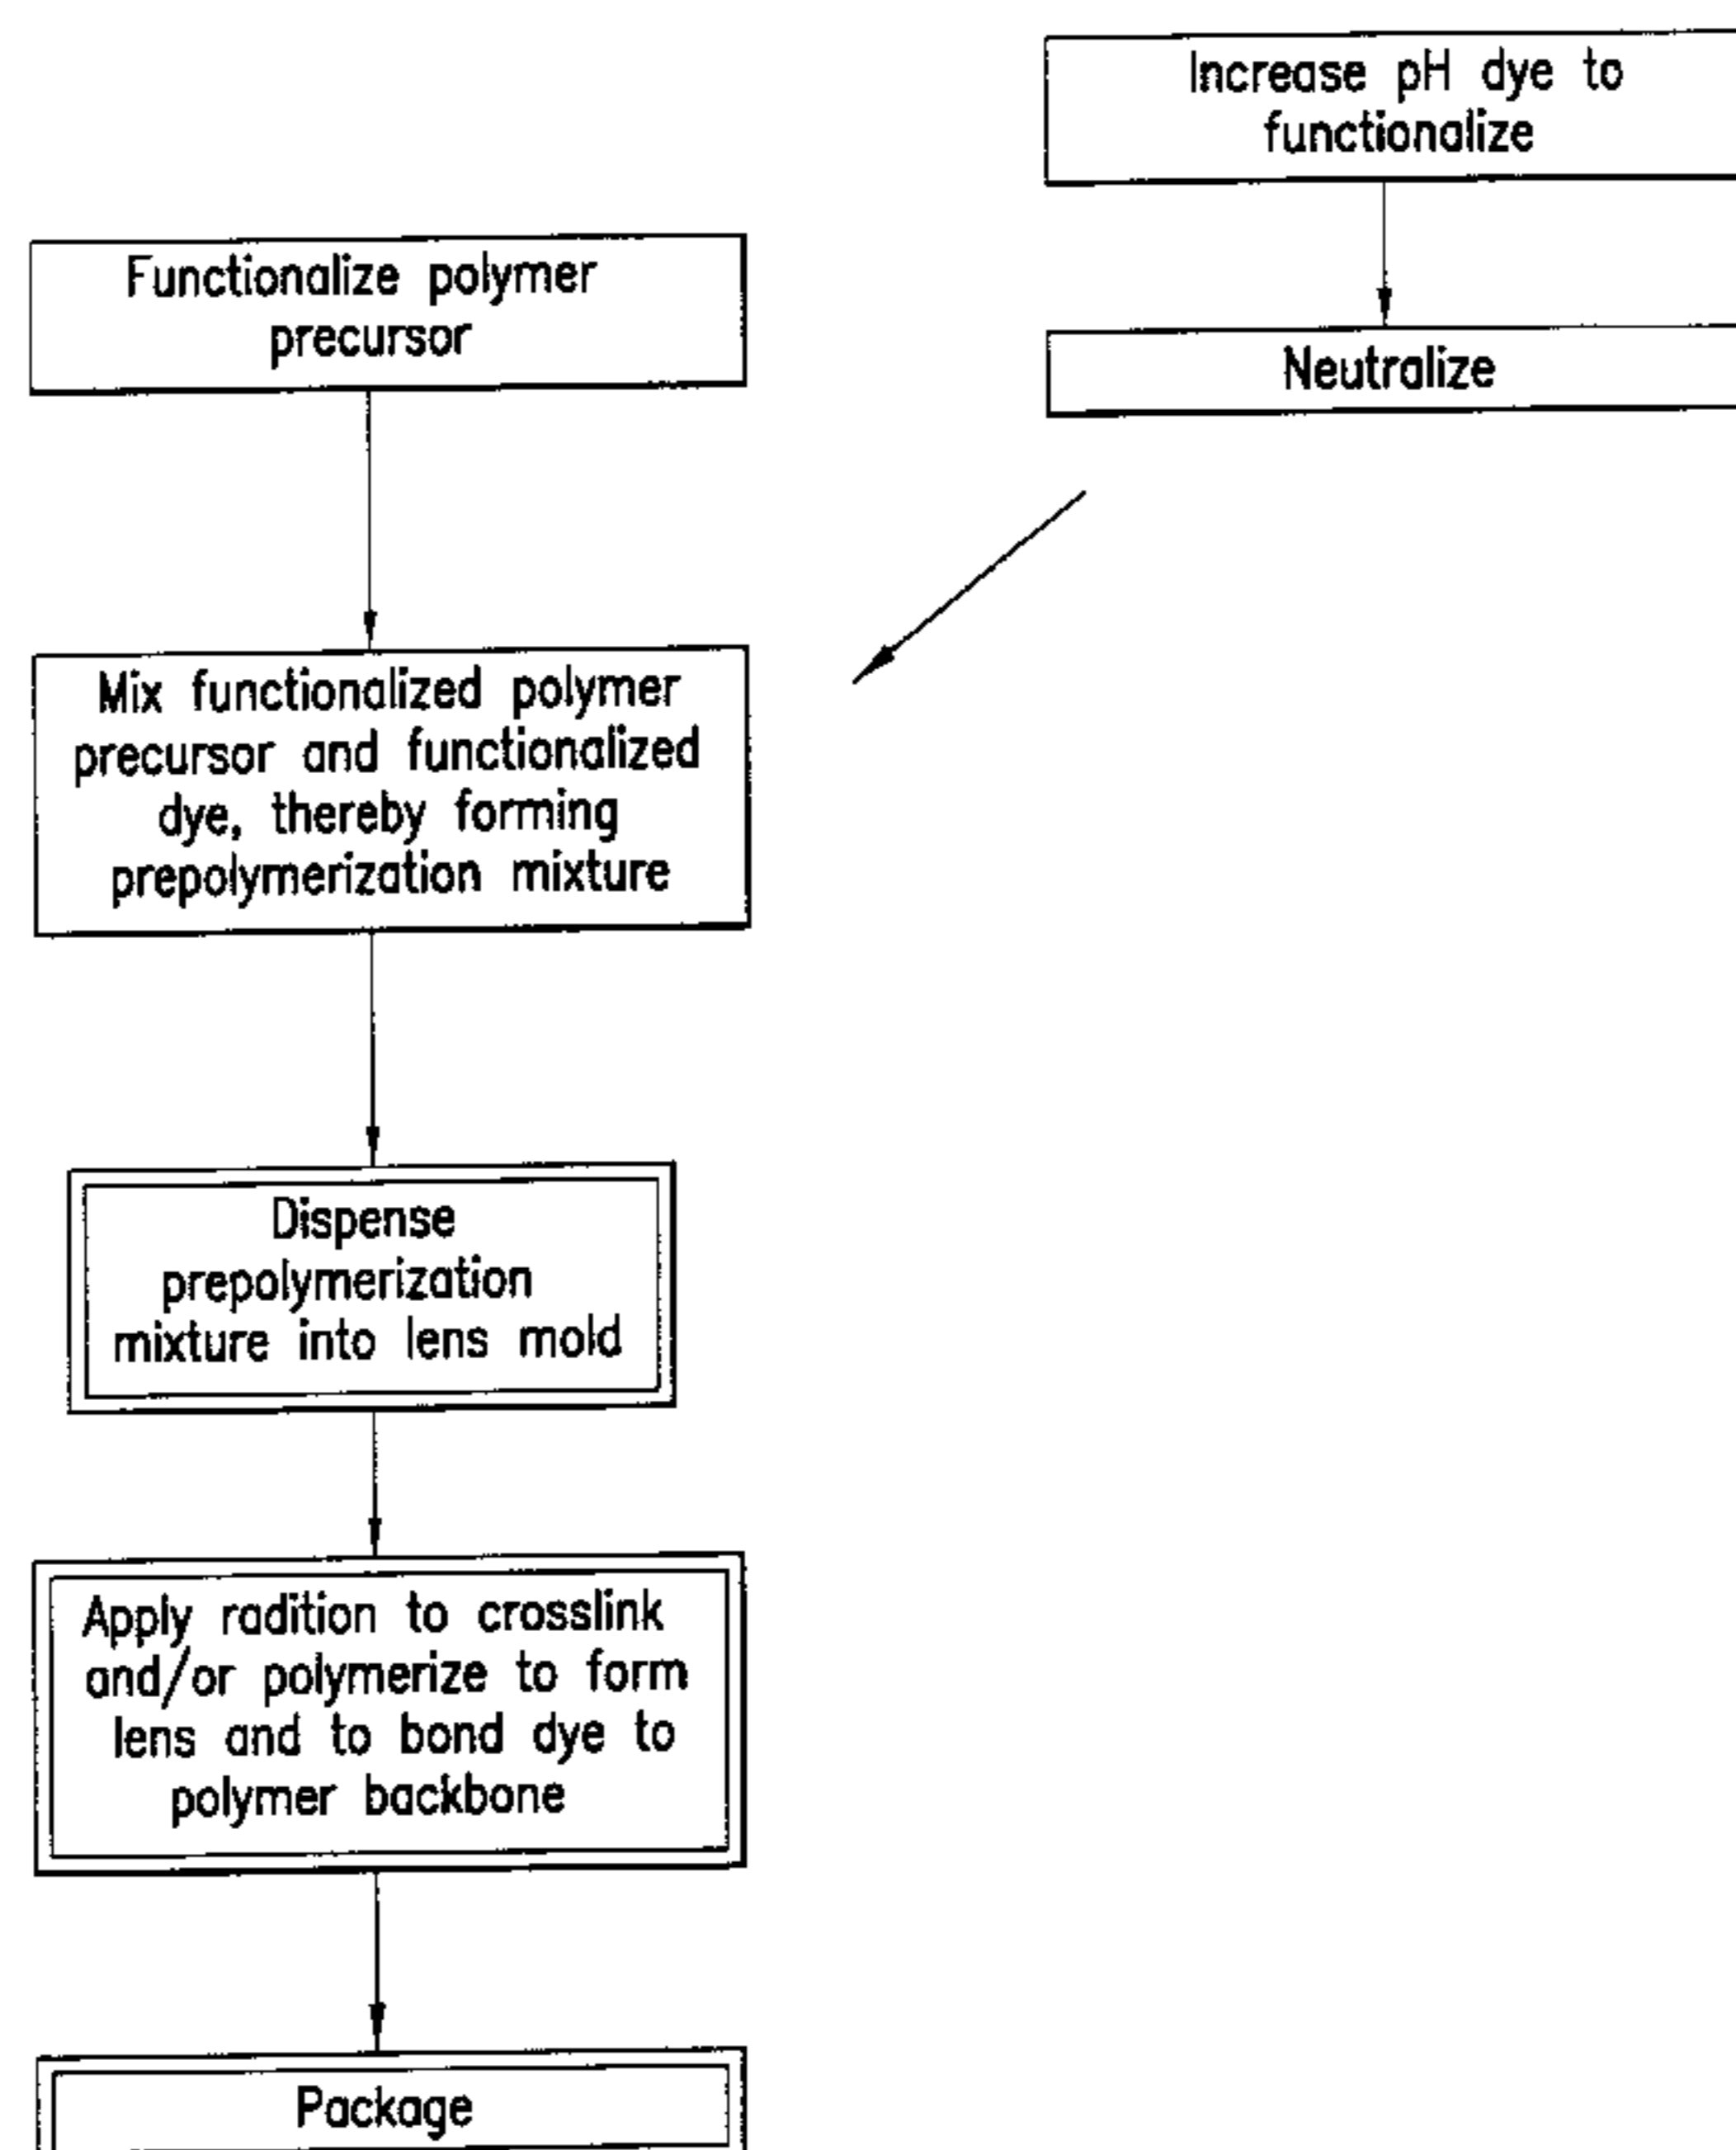 Increase pH dye to
functionalize
Neutralize
Functionalize polymer
precursor
Mix functionalized polymer
precursor and functionalized
dye, thereby forming
prepolymerization mixture
Dispense
prepolymerization
mixture into lens mold
Apply radition to crosslink
and/or polymerize to form
lens and to bond dye to
polymer backbone
Package